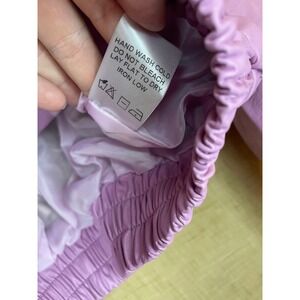 HAND WASH COLD
DO NOT BLEACH
LAY FLAT TO DRY
IRON LOW